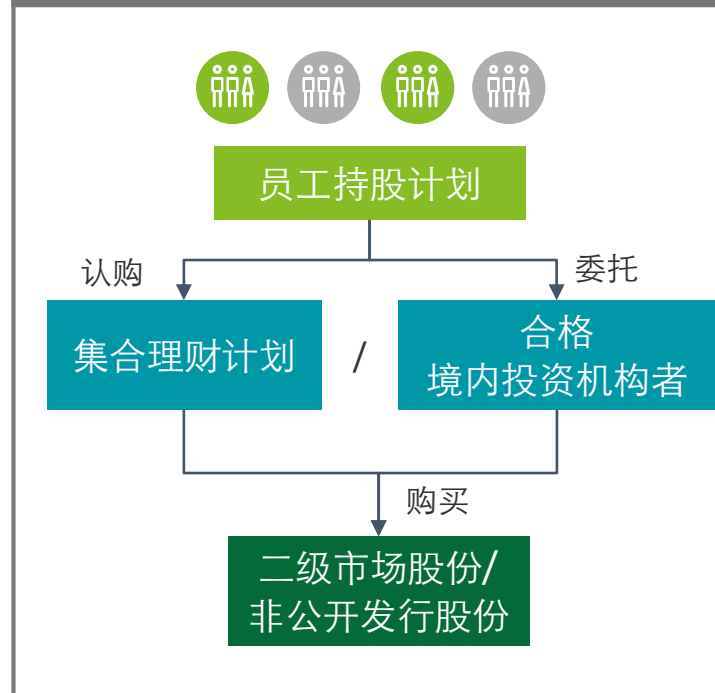 员工持股计划
认购
委托
集合理财计划
/
合格
境内投资机构者
购买
二级市场股份/
非公开发行股份